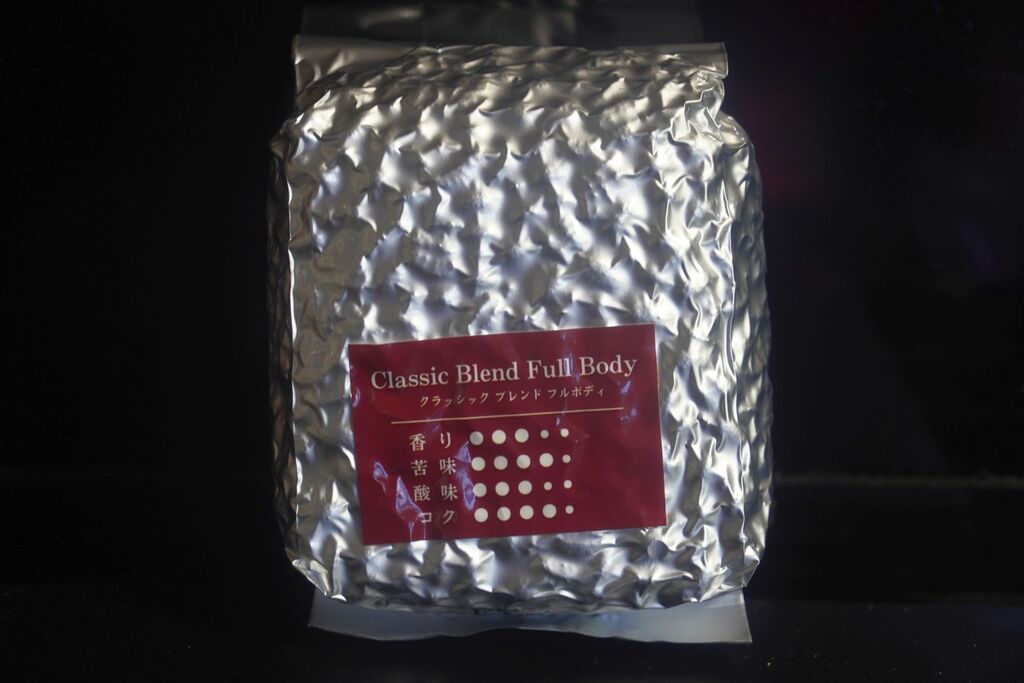 Classic Blend Full Body
クラッシック ブレンド フルボディ
香り ●●●••
苦味 ●●●●•
酸味 ●●●••
コク ●●●●•